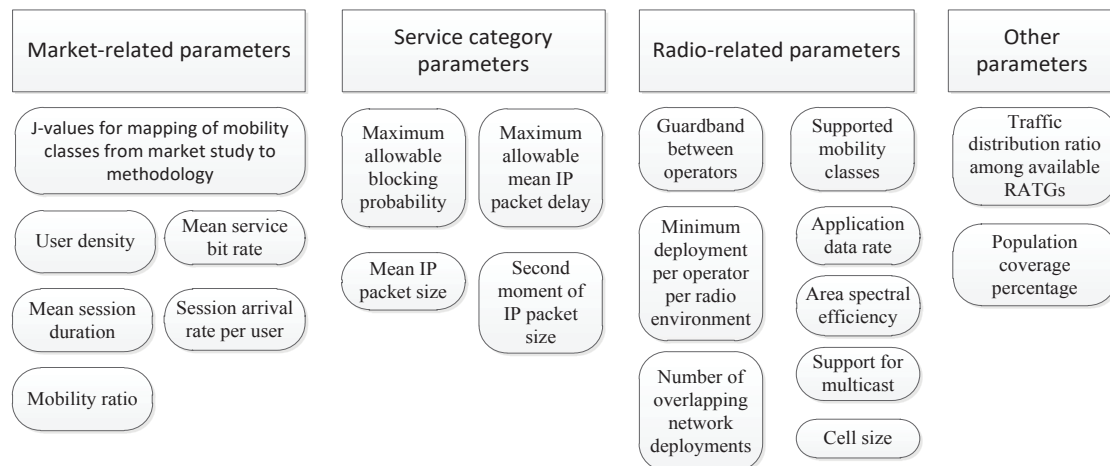 Market-related parameters
J-values for mapping of mobility
classes from market study to
methodology
User density
Mean service
bit rate
Mean session
duration
Session arrival
rate per user
Mobility ratio
Service category
parameters
Maximum
allowable
blocking
probability
Maximum
allowable
mean IP
packet delay
Mean IP
packet size
Second
moment of
IP packet
size
Radio-related parameters
Guardband
between
operators
Supported
mobility
classes
Minimum
deployment
per operator
per radio
environment
Application
data rate
Area spectral
efficiency
Number of
overlapping
network
deployments
Support for
multicast
Cell size
Other
parameters
Traffic
distribution ratio
among available
RATGs
Population
coverage
percentage